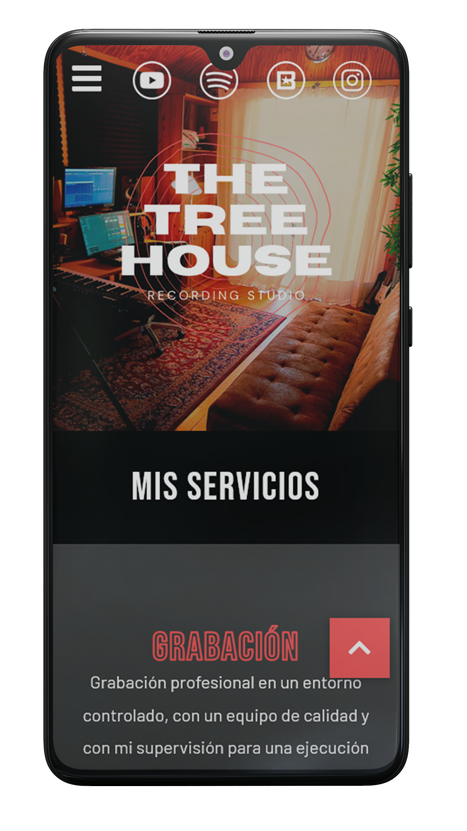 THE
TREE
HOUSE
RECORDING STUDIO
MIS SERVICIOS
GRABACIÓN
Grabación profesional en un entorno
controlado, con un equipo de calidad y
con mi supervisión para una ejecución